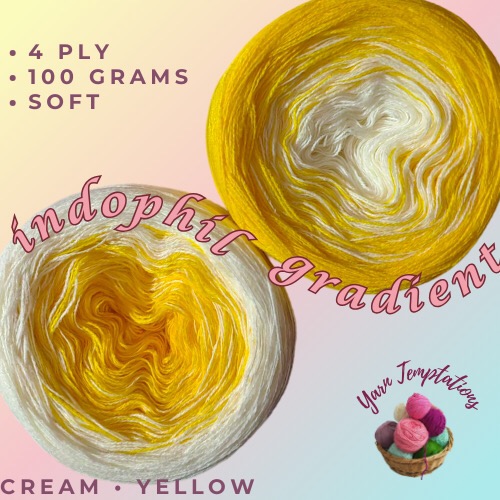 • 4 PLY
• 100 GRAMS
• SOFT
indophil gradient
Yarn Temptations
CREAM • YELLOW